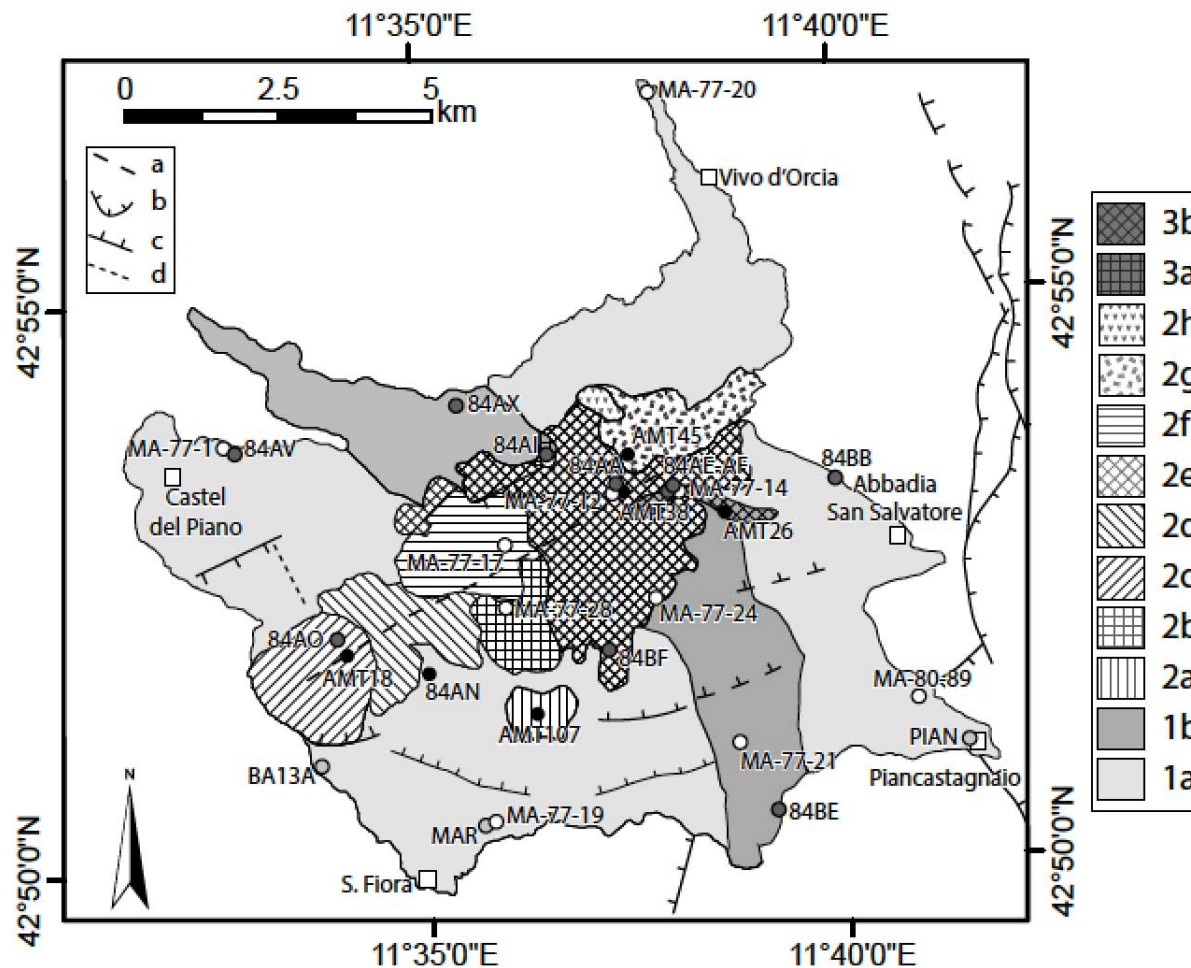 11°35'0"E
11°40'0"E
0 2.5 5
km
MA-77-20
a
b
c
d
Vivo d'Orcia
42°55'0"N
42°55'0"N
3b
3a
2h
2g
2f
2e
2c
2b
2a
1b
1a
84AX
84AI
AMT45
MA-77-1
84AV
84AA
84AE-AF
84BB
Castel
del Piano
MA-77-12
MA-77-14
Abbadia
San Salvatore
AMT38
AMT26
MA-77-17
MA-77-28
MA-77-24
84AO
84BF
AMT18
84AN
MA-80-89
AMT107
PIAN
MA-77-21
Piancastagnaio
BA13A
N
MA-77-19
84BE
MAR
S. Fiora
42°50'0"N
42°50'0"N
11°35'0"E
11°40'0"E